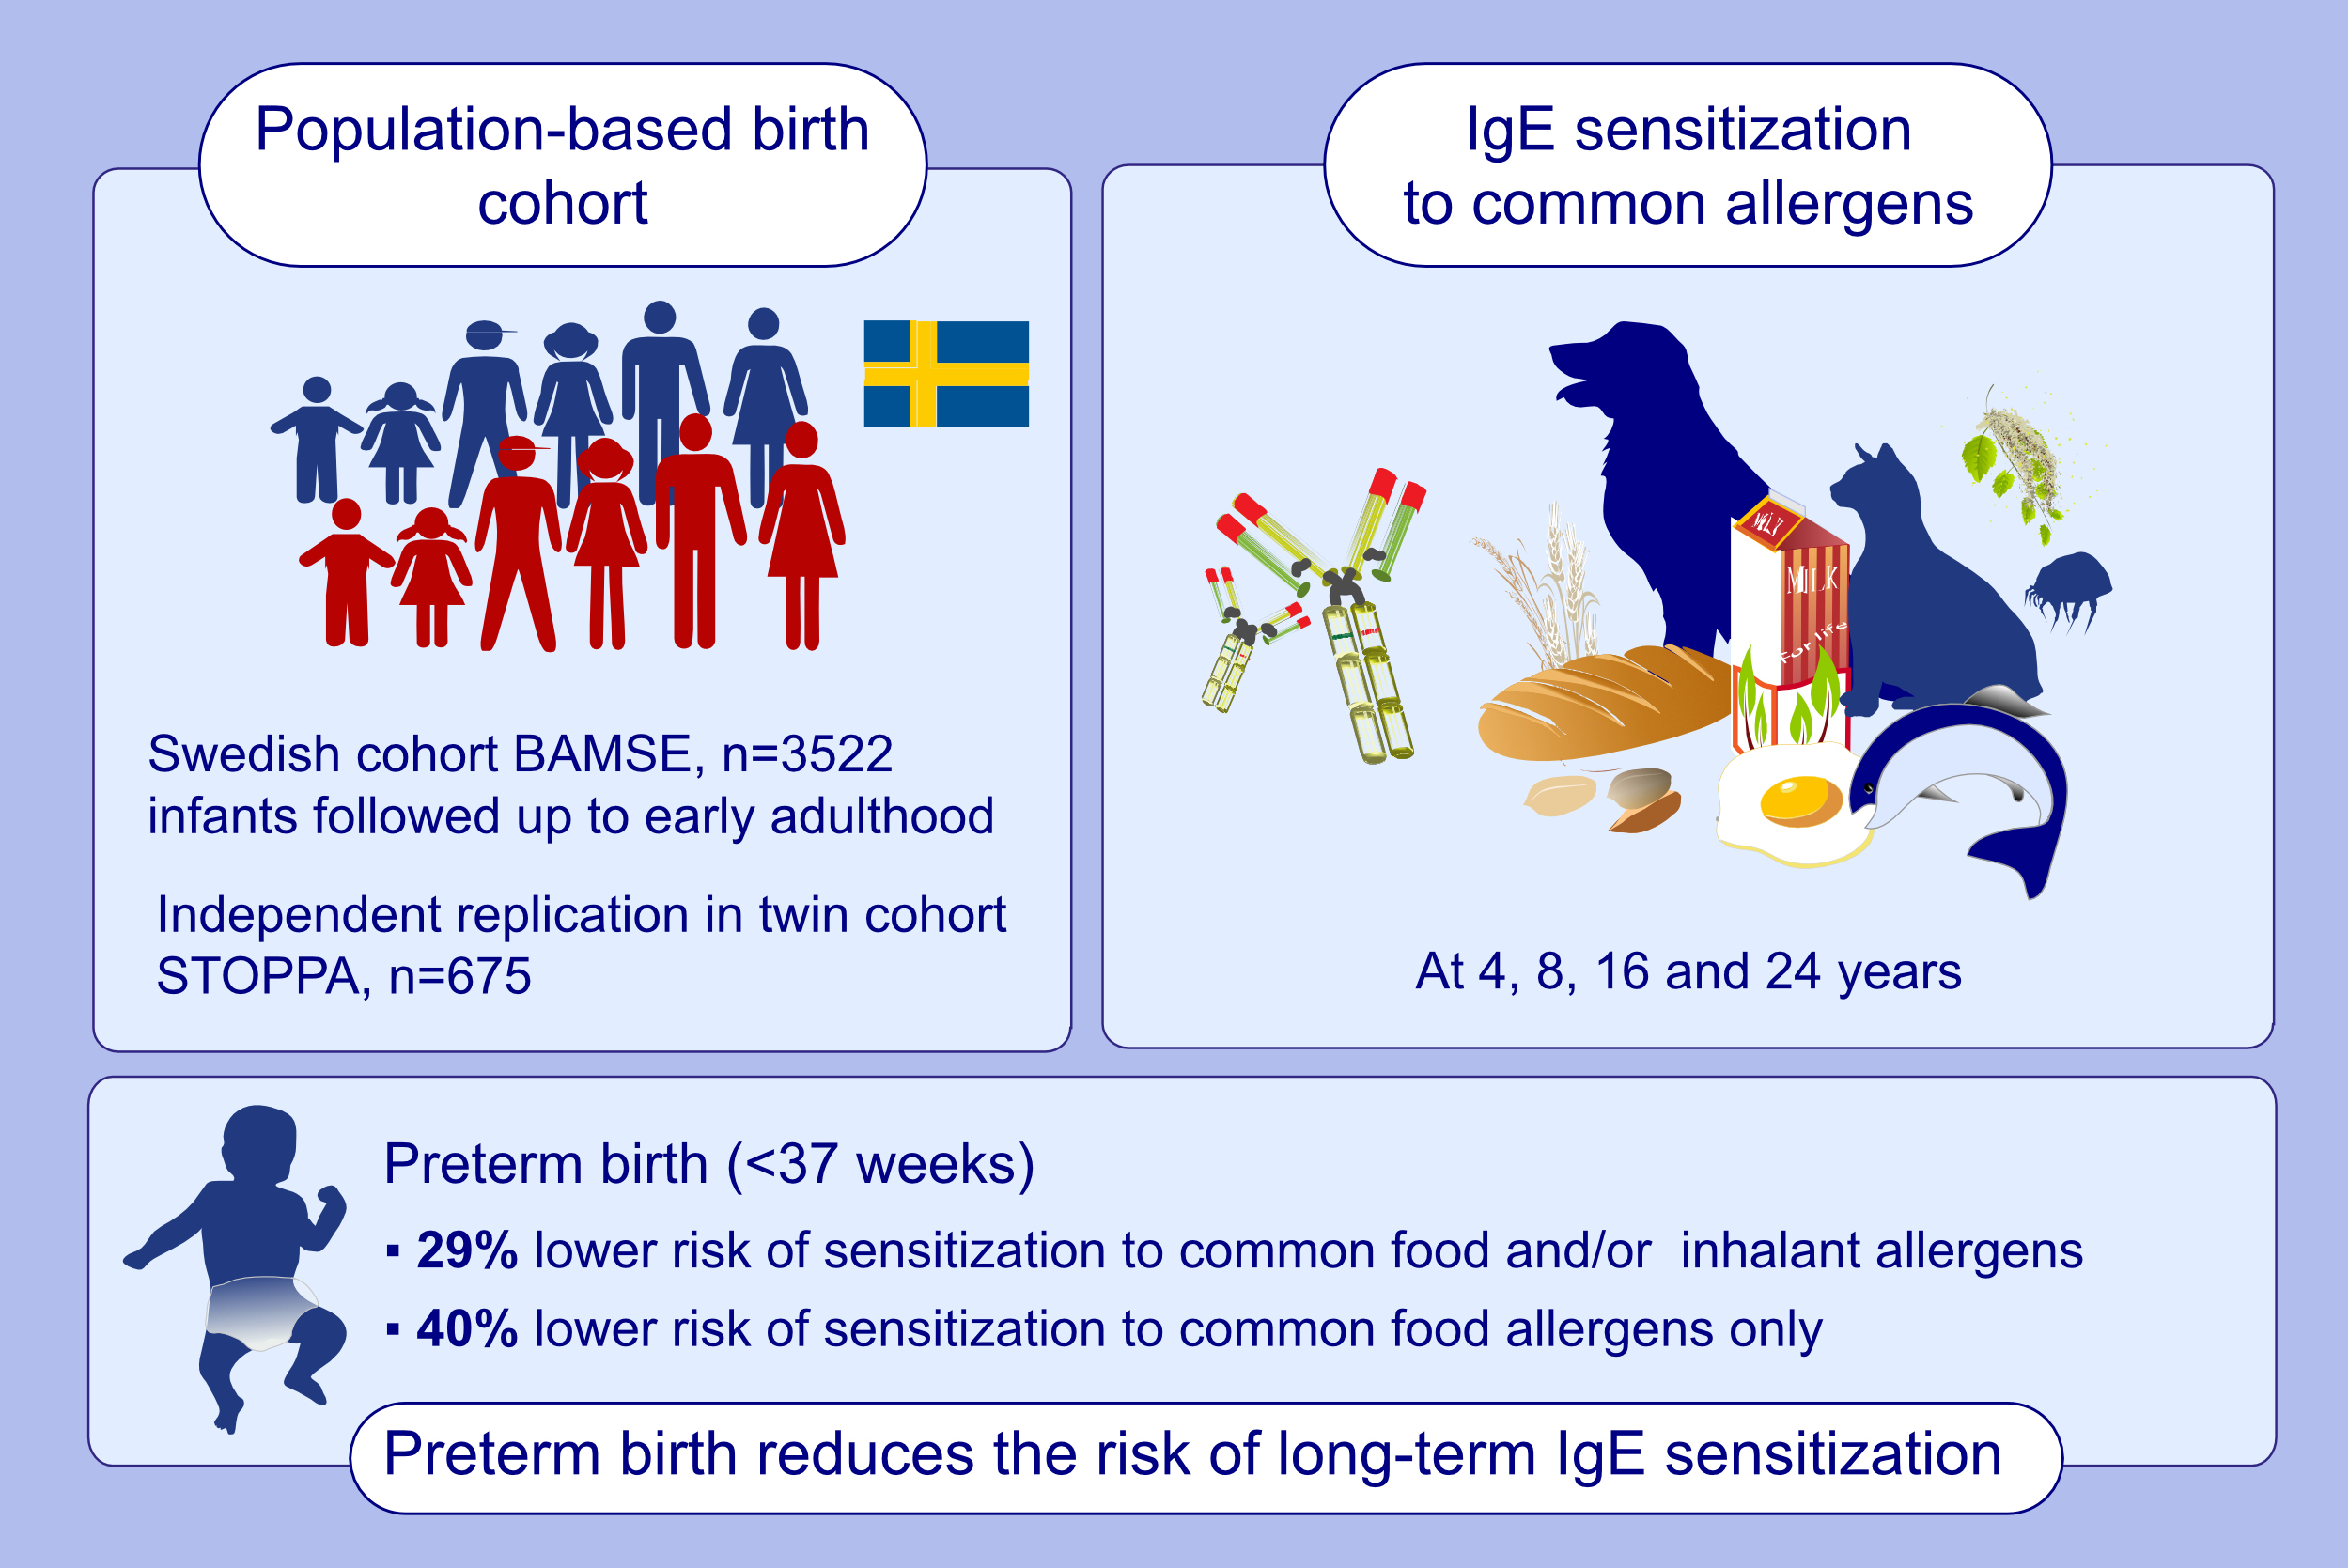 Population-based birth
cohort
Swedish cohort BAMSE, n=3522
infants followed up to early adulthood
Independent replication in twin cohort
STOPPA, n=675
IgE sensitization
to common allergens
MILK
MILK
For life
At 4, 8, 16 and 24 years
Preterm birth (<37 weeks)
▪ 29% lower risk of sensitization to common food and/or inhalant allergens
▪ 40% lower risk of sensitization to common food allergens only
Preterm birth reduces the risk of long-term IgE sensitization